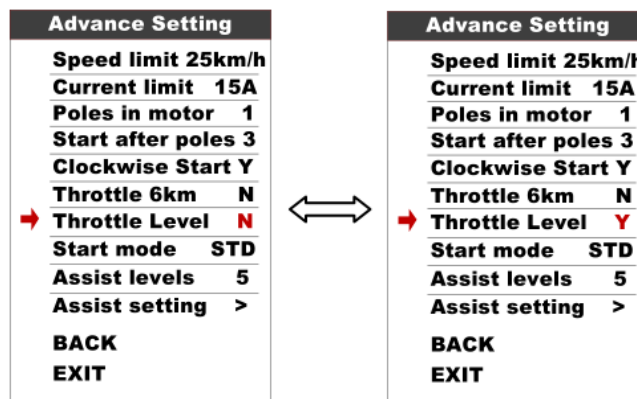 Advance Setting
Speed limit 25km/h
Current limit 15A
Poles in motor 1
Start after poles 3
Clockwise Start Y
Throttle 6km N
Throttle Level N
Start mode STD
Assist levels 5
Assist setting >
BACK
EXIT
Advance Setting
Speed limit 25km/h
Current limit 15A
Poles in motor 1
Start after poles 3
Clockwise Start Y
Throttle 6km N
Throttle Level Y
Start mode STD
Assist levels 5
Assist setting >
BACK
EXIT